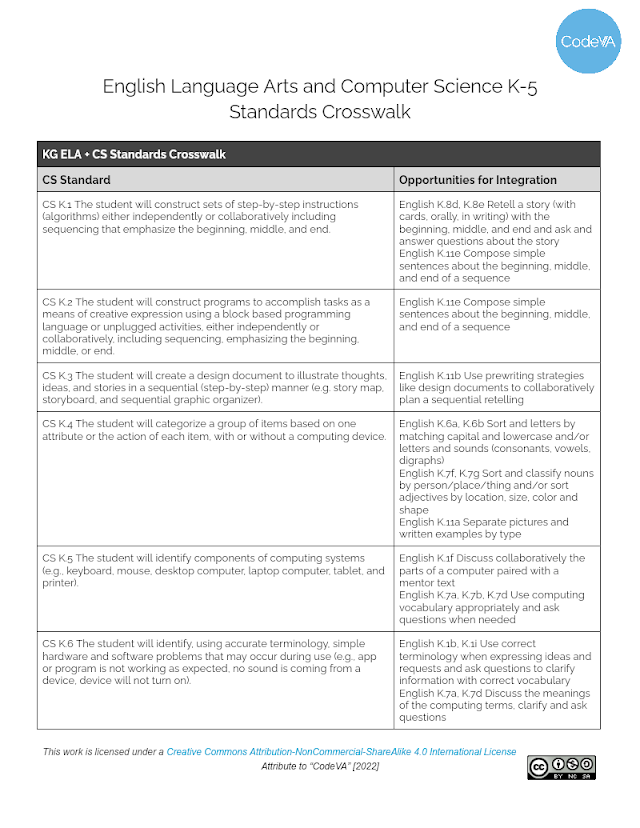 CodeVA
English Language Arts and Computer Science K-5
Standards Crosswalk
KG ELA + CS Standards Crosswalk
CS Standard
Opportunities for Integration
CS K.1 The student will construct sets of step-by-step instructions
(algorithms) either independently or collaboratively including
sequencing that emphasize the beginning, middle, and end.
English K.8d, K.8e Retell a story (with
cards, orally, in writing) with the
beginning, middle, and end and ask and
answer questions about the story
English K.11e Compose simple
sentences about the beginning, middle,
and end of a sequence
CS K.2 The student will construct programs to accomplish tasks as a
means of creative expression using a block based programming
language or unplugged activities, either independently or
collaboratively, including sequencing, emphasizing the beginning,
middle, or end.
English K.11e Compose simple
sentences about the beginning, middle,
and end of a sequence
CS K.3 The student will create a design document to illustrate thoughts,
ideas, and stories in a sequential (step-by-step) manner (e.g. story map,
storyboard, and sequential graphic organizer).
English K.11b Use prewriting strategies
like design documents to collaboratively
plan a sequential retelling
CS K.4 The student will categorize a group of items based on one
attribute or the action of each item, with or without a computing device.
English K.6a, K.6b Sort and letters by
matching capital and lowercase and/or
letters and sounds (consonants, vowels,
digraphs)
English K.7f, K.7g Sort and classify nouns
by person/place/thing and/or sort
adjectives by location, size, color and
shape
English K.11a Separate pictures and
written examples by type
CS K.5 The student will identify components of computing systems
(e.g., keyboard, mouse, desktop computer, laptop computer, tablet, and
printer).
English K.1f Discuss collaboratively the
parts of a computer paired with a
mentor text
English K.7a, K.7b, K.7d Use computing
vocabulary appropriately and ask
questions when needed
CS K.6 The student will identify, using accurate terminology, simple
hardware and software problems that may occur during use (e.g., app
or program is not working as expected, no sound is coming from a
device, device will not turn on).
English K.1b, K.1i Use correct
terminology when expressing ideas and
requests and ask questions to clarify
information with correct vocabulary
English K.7a, K.7d Discuss the meanings
of the computing terms, clarify and ask
questions
This work is licensed under a Creative Commons Attribution-NonCommercial-ShareAlike 4.0 International License
Attribute to "CodeVA" [2022]
cc
BY NC SA